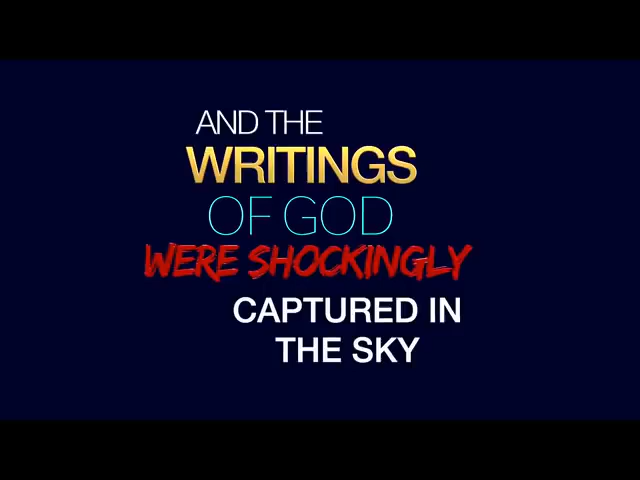 AND THE
WRITINGS
OF GOD
WERE SHOCKINGLY
CAPTURED IN
THE SKY